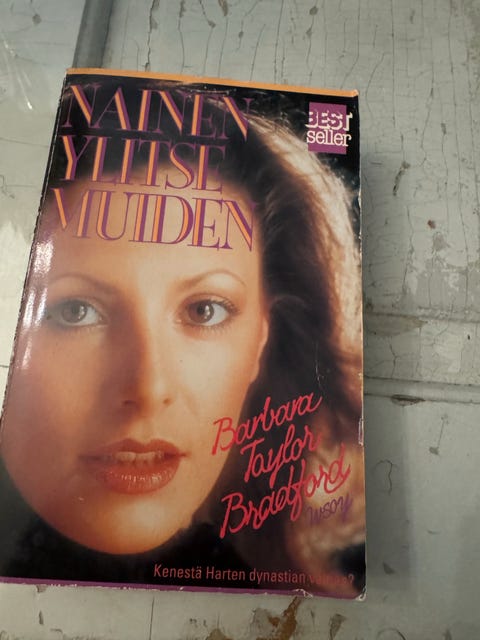 NAINEN
YLITSE
MUIDEN
BEST
seller
Barbara
Taylor
Bradford
WSOY
Kenestä Harten dynastian